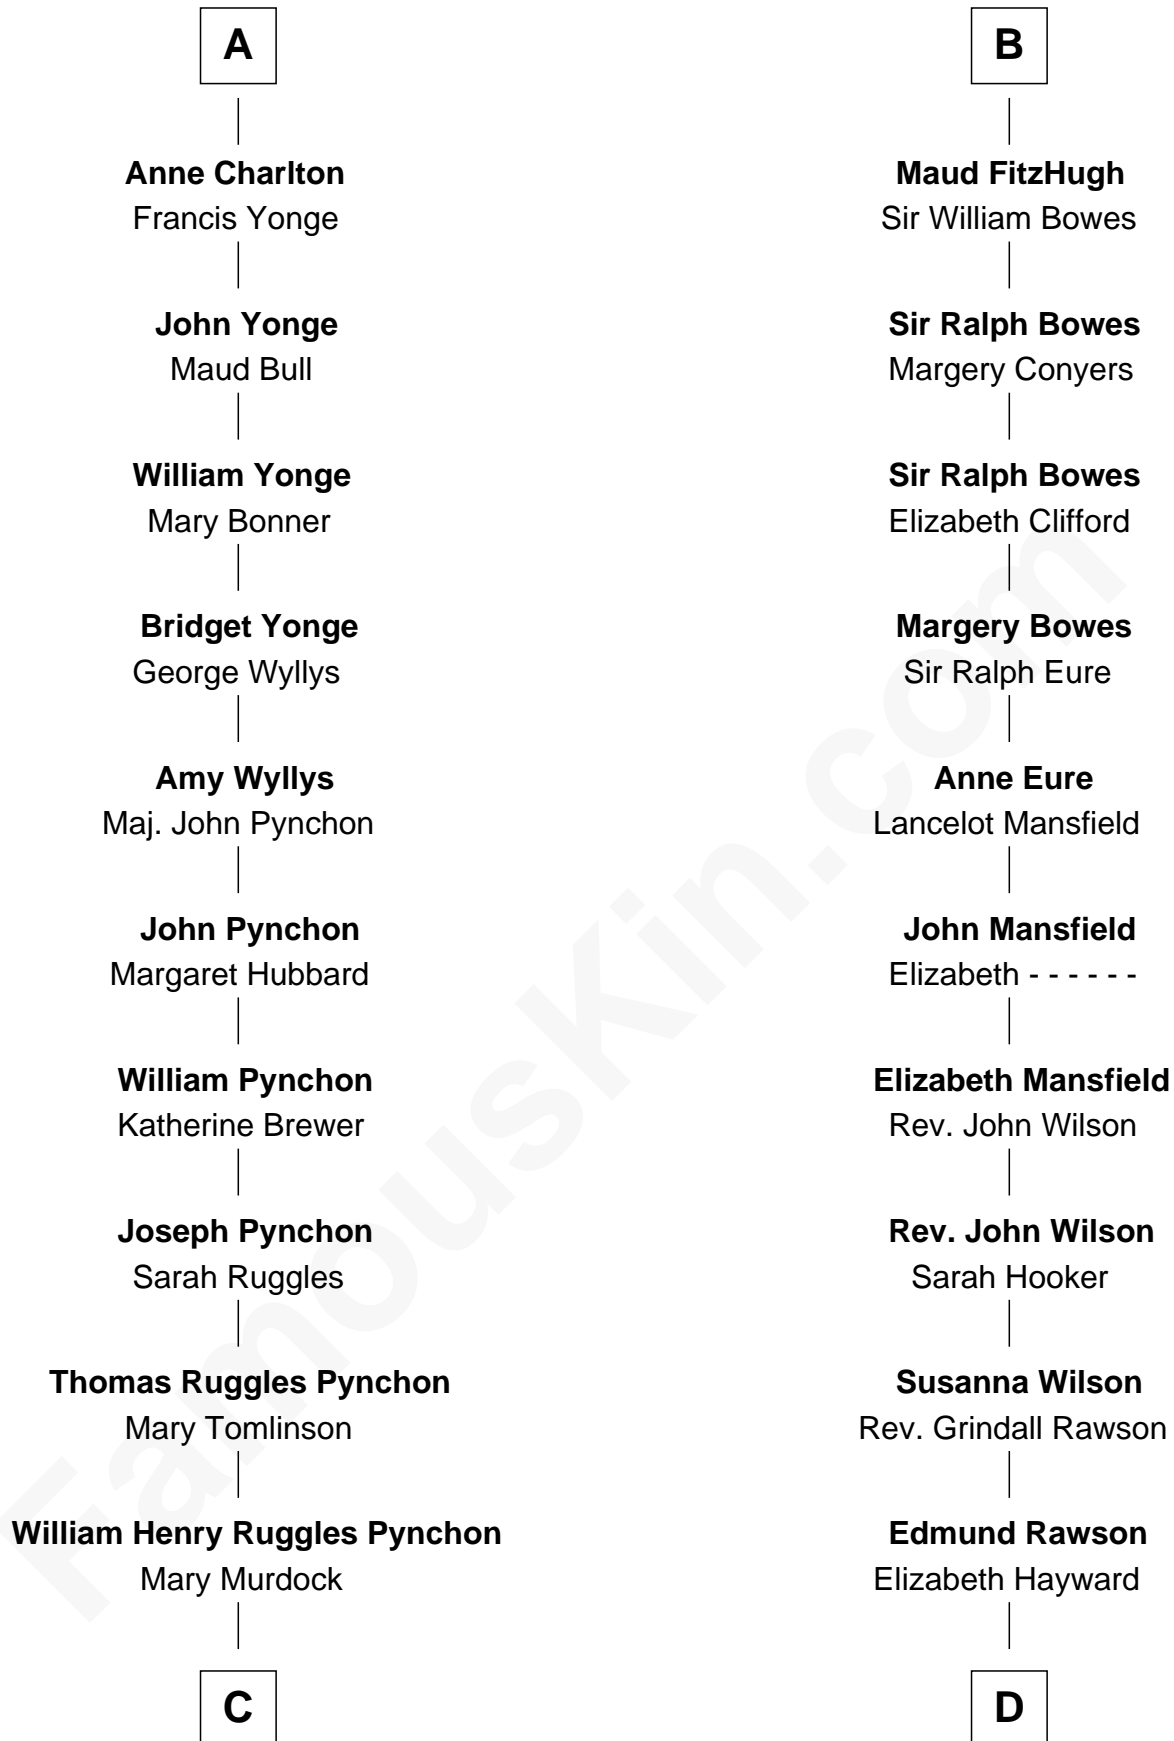 A
Anne Charlton
Francis Yonge
John Yonge
Maud Bull
William Yonge
Mary Bonner
Bridget Yonge
George Wyllys
Amy Wyllys
Maj. John Pynchon
John Pynchon
Margaret Hubbard
William Pynchon
Katherine Brewer
Joseph Pynchon
Sarah Ruggles
Thomas Ruggles Pynchon
Mary Tomlinson
William Henry Ruggles Pynchon
Mary Murdock
C
B
Maud FitzHugh
Sir William Bowes
Sir Ralph Bowes
Margery Conyers
Sir Ralph Bowes
Elizabeth Clifford
Margery Bowes
Sir Ralph Eure
Anne Eure
Lancelot Mansfield
John Mansfield
Elizabeth - - - - - -
Elizabeth Mansfield
Rev. John Wilson
Rev. John Wilson
Sarah Hooker
Susanna Wilson
Rev. Grindall Rawson
Edmund Rawson
Elizabeth Hayward
D
FamousKin.com